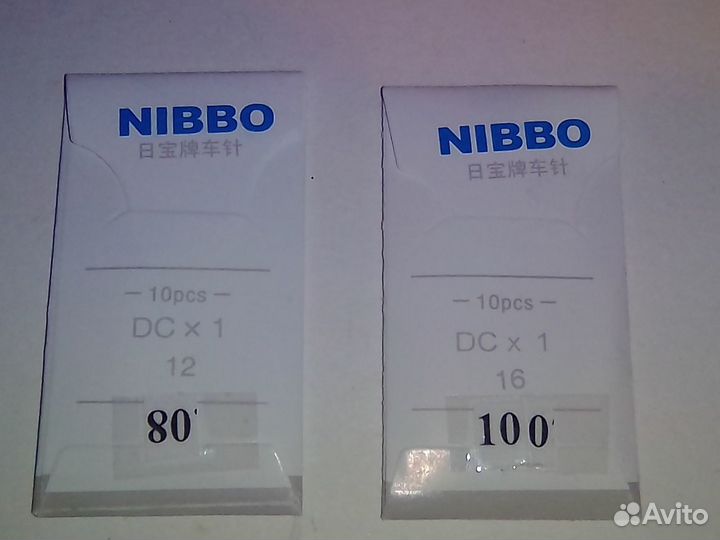 NIBBO
日宝牌车针
-10pcs-
DC x 1
12
80'
NIBBO
日宝牌车针
-10pcs-
DC x 1
16
100'
Avito